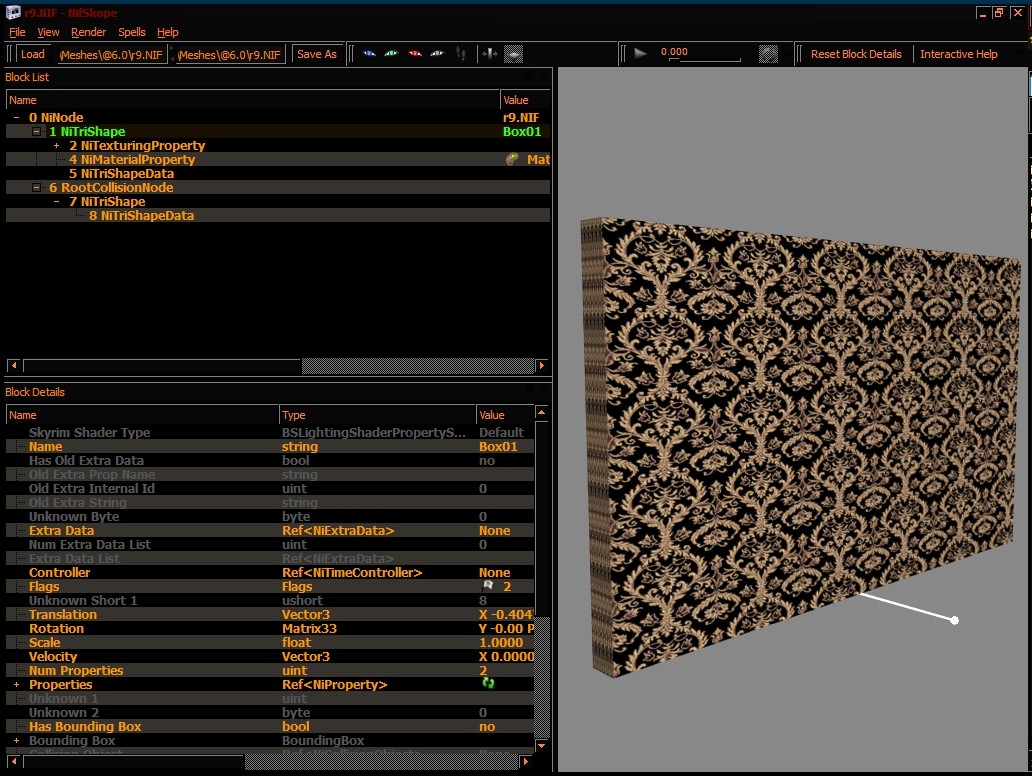 r9.NIF - NifSkope
File View Render Spells Help
Load Meshes\@6.0\r9.NIF Meshes\@6.0\r9.NIF Save As 0.000 Reset Block Details Interactive Help
Block List
Name Value
0 NiNode r9.NIF
1 NiTriShape Box01
2 NiTexturingProperty
4 NiMaterialProperty Mat
5 NiTriShapeData
6 RootCollisionNode
7 NiTriShape
8 NiTriShapeData
Block Details
Name Type Value
Skyrim Shader Type BSLightingShaderPropertyS... Default
Name string Box01
Has Old Extra Data bool no
Old Extra Prop Name string
Old Extra Internal Id uint 0
Old Extra String string
Unknown Byte byte 0
Extra Data Ref<NiExtraData> None
Num Extra Data List uint 0
Extra Data List Ref<NiExtraData>
Controller Ref<NiTimeController> None
Flags Flags 2
Unknown Short 1 ushort 8
Translation Vector3 X -0.404
Rotation Matrix33 Y -0.00 P
Scale float 1.0000
Velocity Vector3 X 0.0000
Num Properties uint 2
Properties Ref<NiProperty>
Unknown 1 uint
Unknown 2 byte 0
Has Bounding Box bool no
Bounding Box BoundingBox